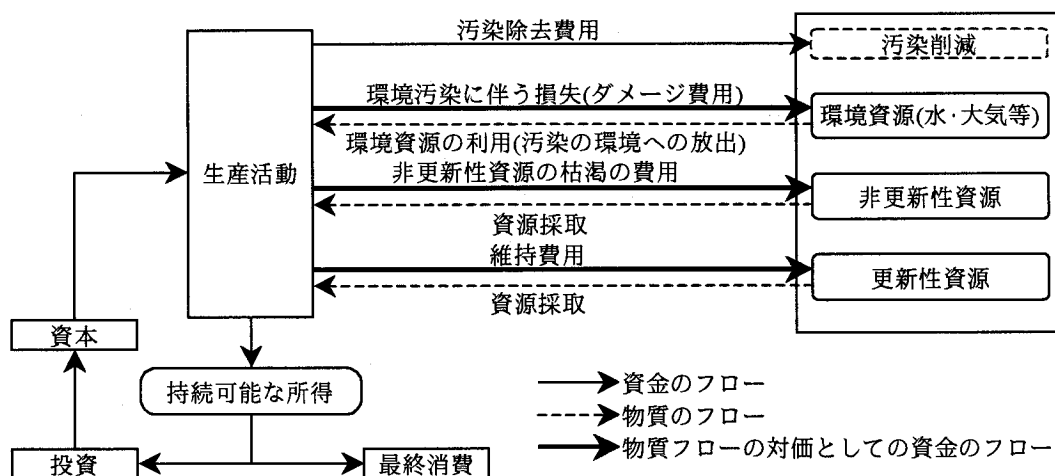 汚染除去費用
汚染削減
環境汚染に伴う損失(ダメージ費用)
環境資源(水·大気等)
環境資源の利用(汚染の環境への放出)
生産活動
非更新性資源の枯渇の費用
非更新性資源
資源採取
維持費用
更新性資源
資源採取
資本
持続可能な所得
資金のフロー
物質のフロー
物質フローの対価としての資金のフロー
投資
最終消費